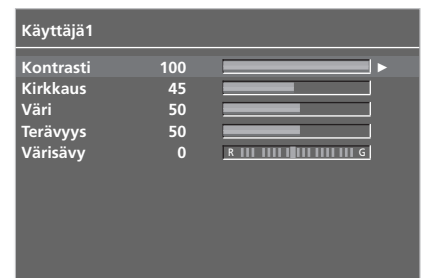 Käyttäjä1
Kontrasti 100
Kirkkaus 45
Väri 50
Terävyys 50
Värisävy 0 R G